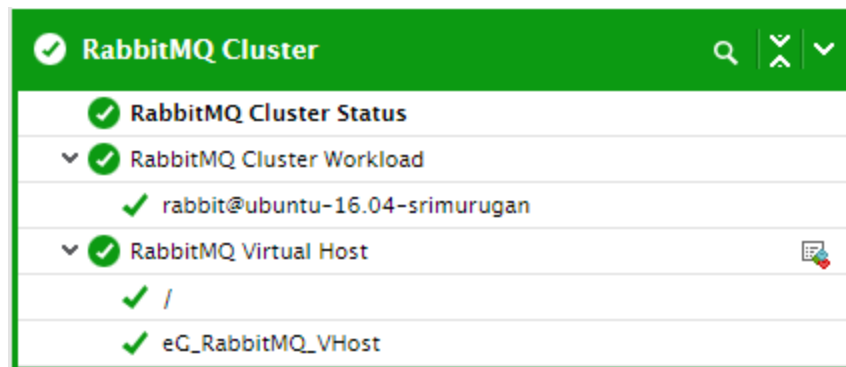 RabbitMQ Cluster
RabbitMQ Cluster Status
RabbitMQ Cluster Workload
rabbit@ubuntu-16.04-srimurugan
RabbitMQ Virtual Host
/
eG_RabbitMQ_VHost